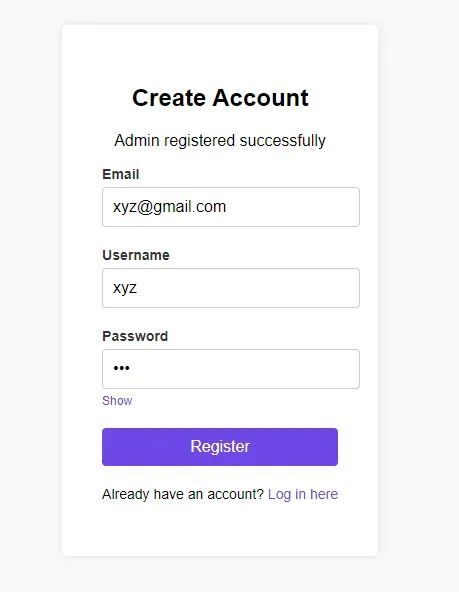 Create Account
Admin registered successfully
Email
xyz@gmail.com
Username
xyz
Password
•••
Show
Register
Already have an account? Log in here